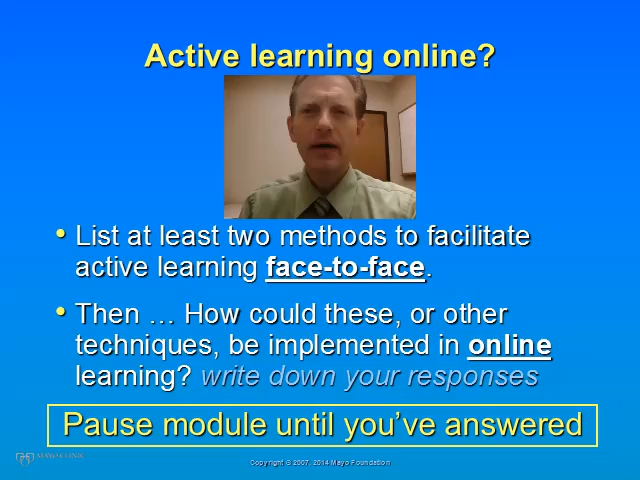 Active learning online?
• List at least two methods to facilitate
active learning face-to-face.
• Then … How could these, or other
techniques, be implemented in online
learning? write down your responses
Pause module until you’ve answered
MAYO CLINIC
Copyright © 2007, 2014 Mayo Foundation